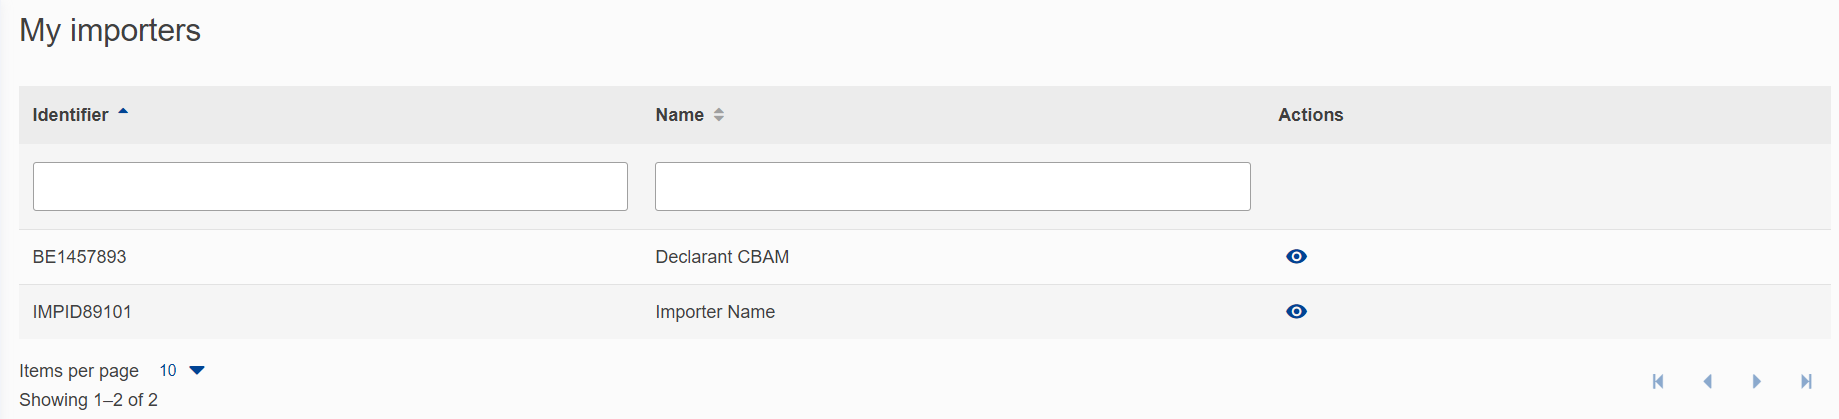 My importers
Identifier Name Actions
BE1457893 Declarant CBAM
IMPID89101 Importer Name
Items per page 10
Showing 1–2 of 2